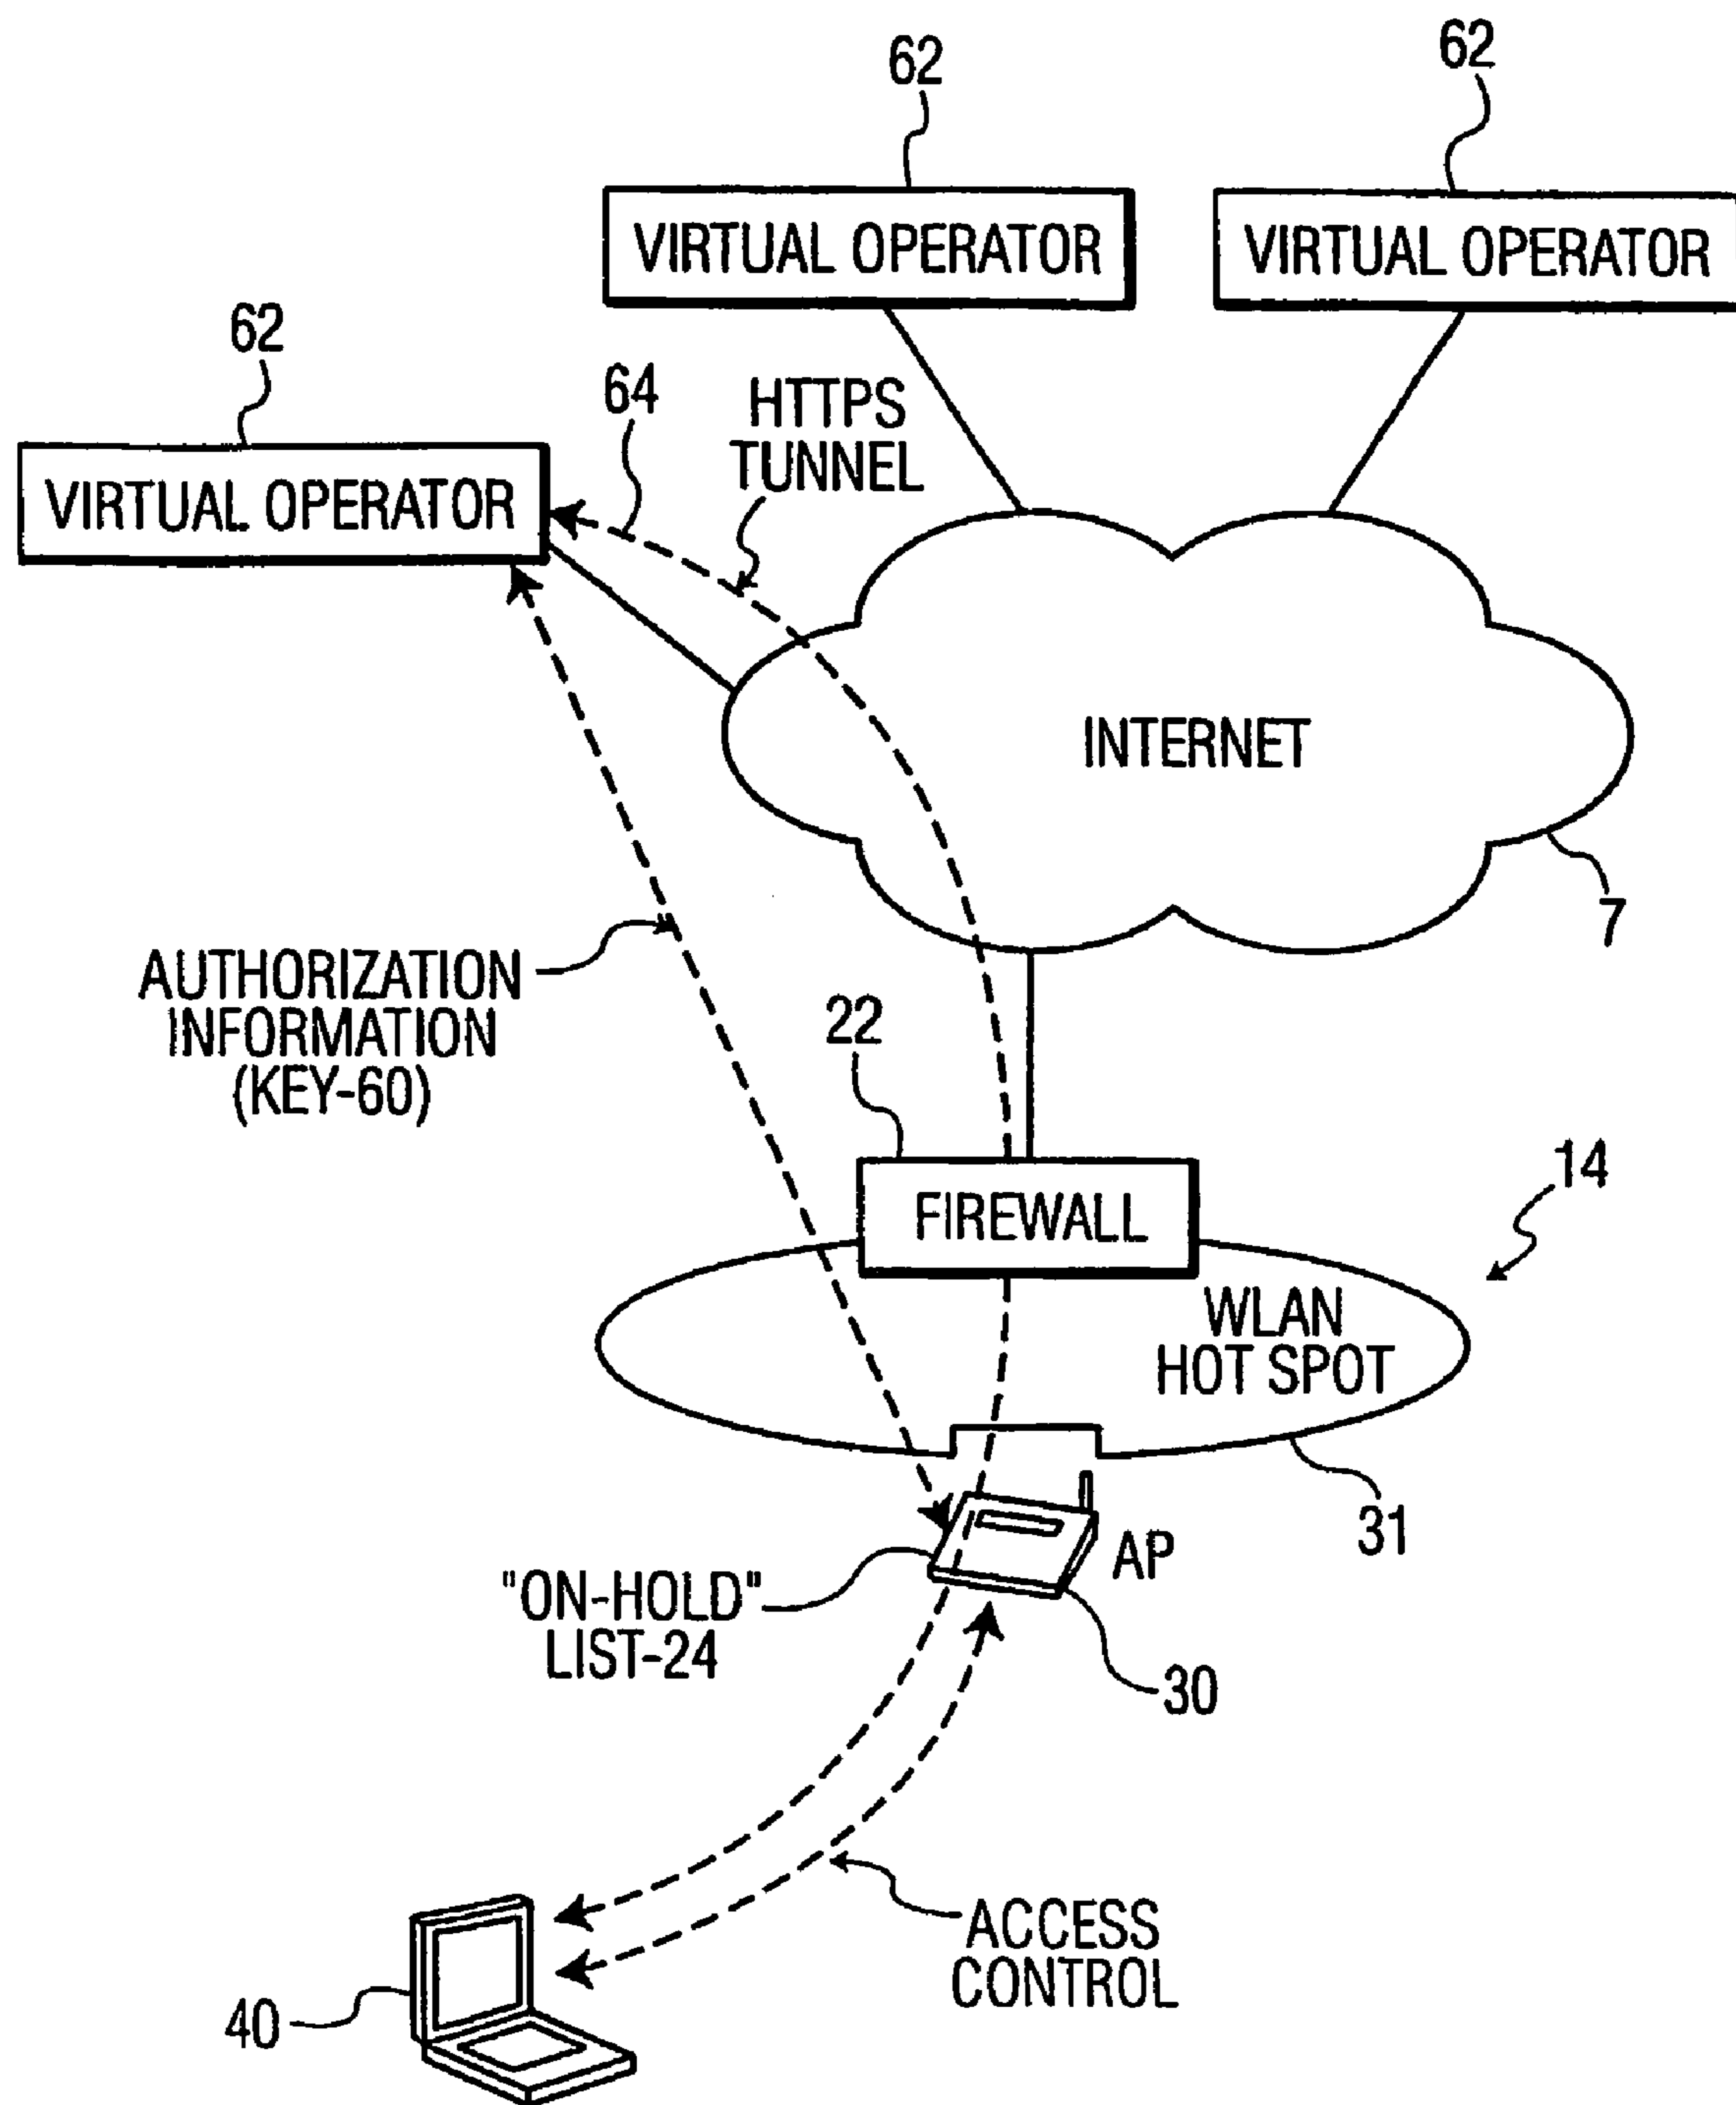 62
62
VIRTUAL OPERATOR
VIRTUAL OPERATOR
62
64
HTTPS
TUNNEL
VIRTUAL OPERATOR
INTERNET
7
AUTHORIZATION
INFORMATION
(KEY-60)
22
FIREWALL
14
WLAN
HOT SPOT
31
AP
"ON-HOLD"
LIST-24
30
ACCESS
CONTROL
40